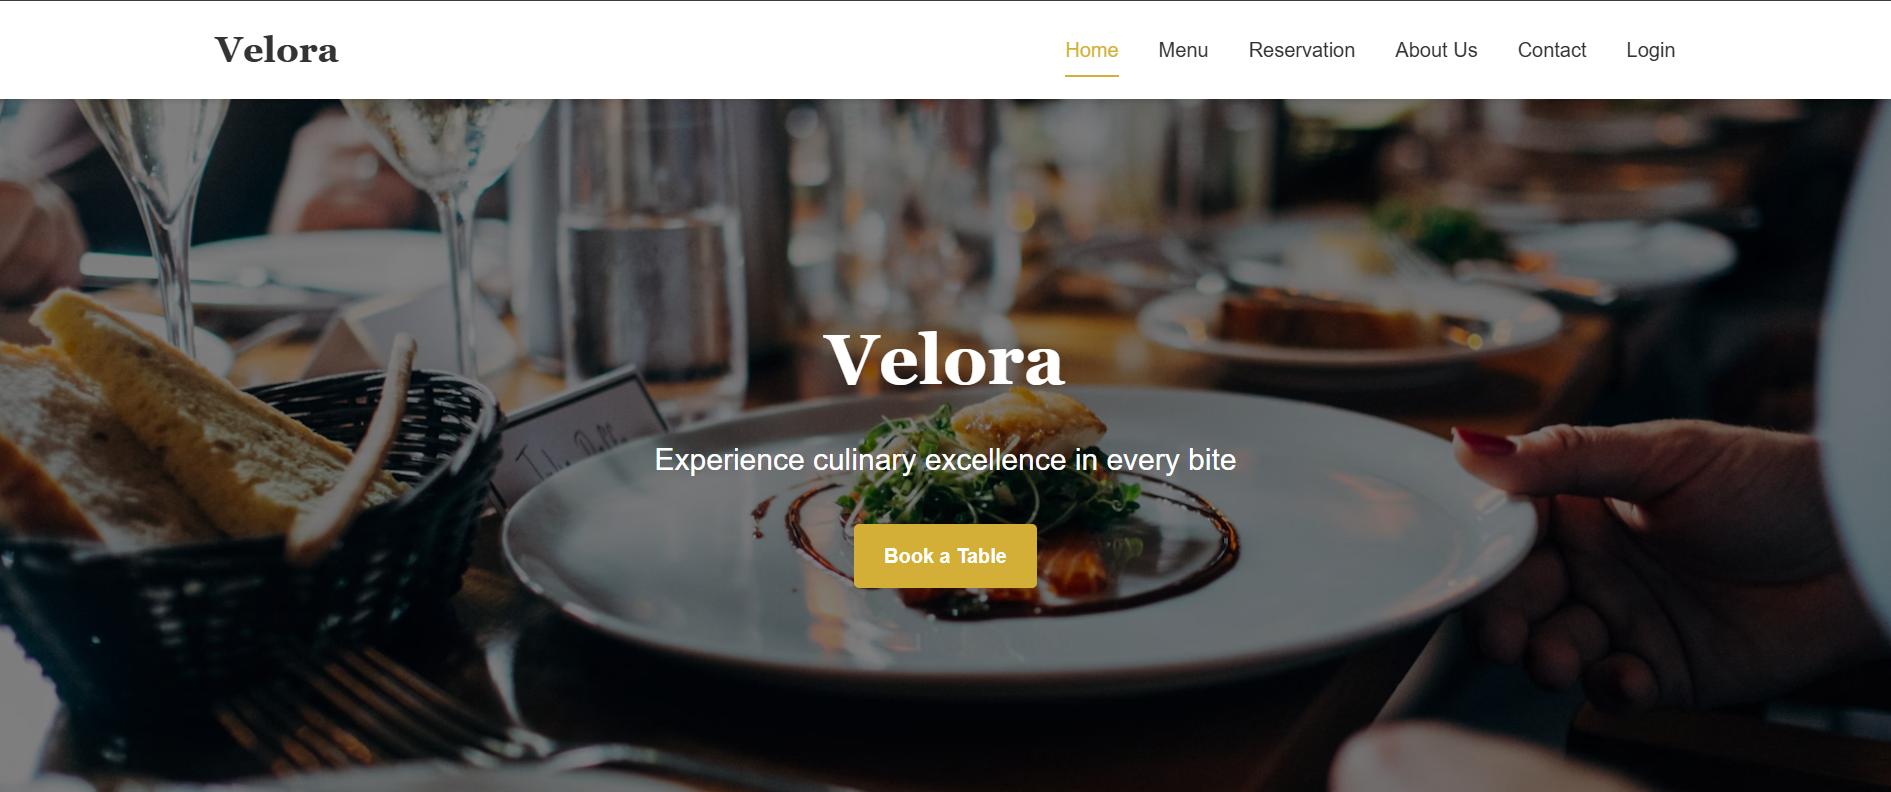 Velora
Home Menu Reservation About Us Contact Login
Velora
Experience culinary excellence in every bite
Book a Table